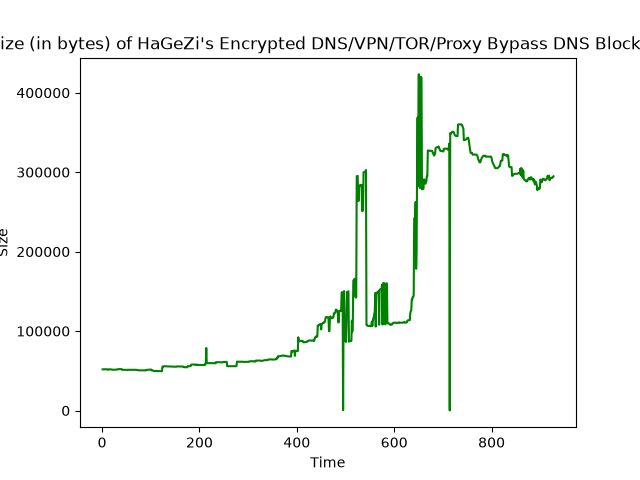 ize (in bytes) of HaGeZi's Encrypted DNS/VPN/TOR/Proxy Bypass DNS Block
400000
300000
200000
100000
0
Size
0 200 400 600 800
Time